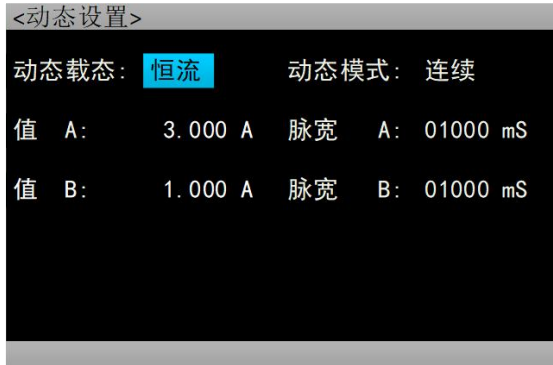 <动态设置>
动态载态: 恒流 动态模式: 连续
值 A: 3.000 A 脉宽 A: 01000 mS
值 B: 1.000 A 脉宽 B: 01000 mS